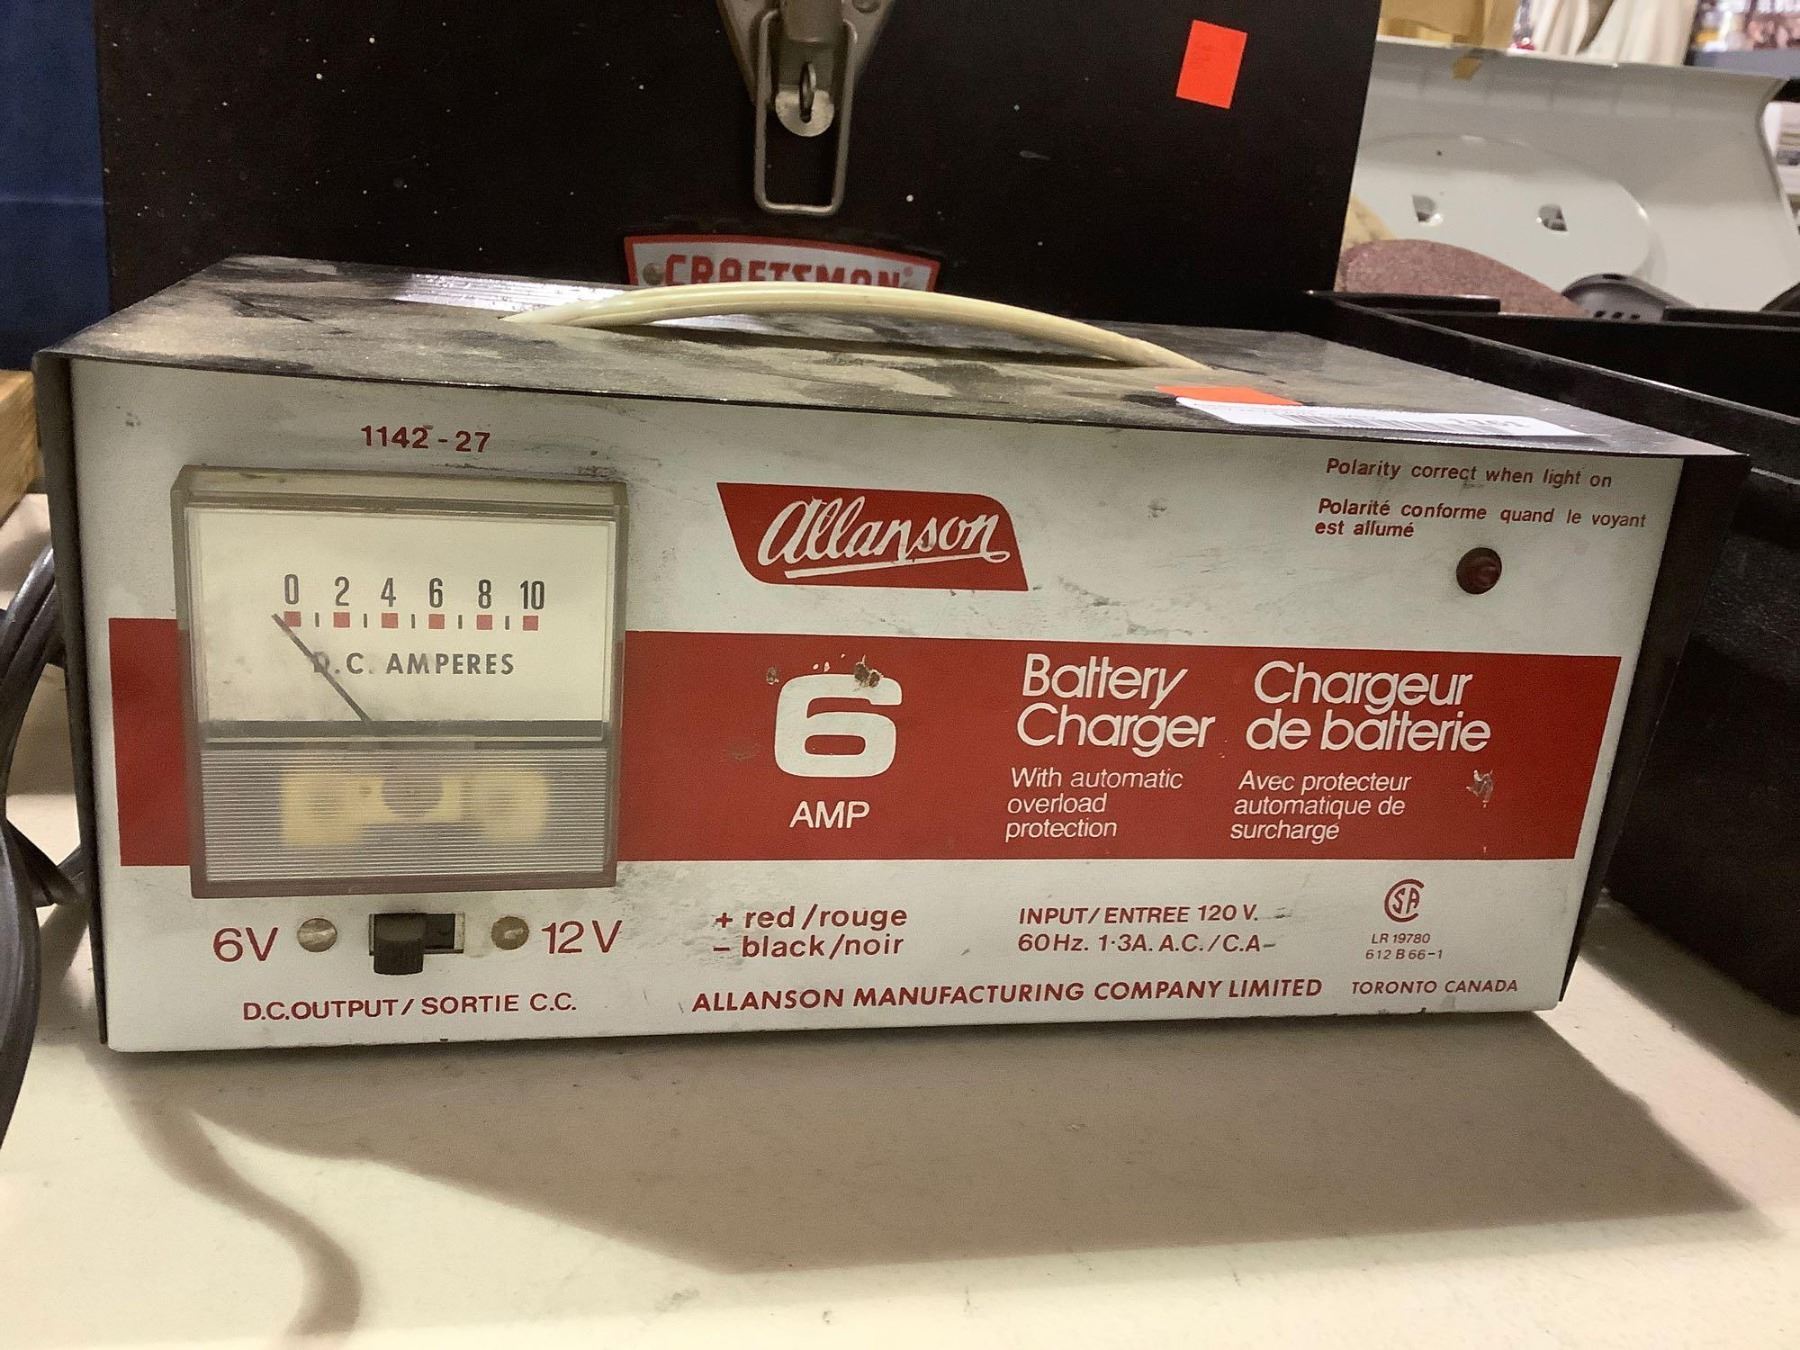 CRAFTSMAN
1142-27
0 2 4 6 8 10
D.C. AMPERES
Allanson
Polarity correct when light on
Polarité conforme quand le voyant
est allumé
6
AMP
Battery
Charger
With automatic
overload
protection
Chargeur
de batterie
Avec protecteur
automatique de
surcharge
6V
12V
D.C.OUTPUT/SORTIE C.C.
+ red/rouge
– black/noir
INPUT/ENTREE 120 V.
60Hz. 1·3A. A.C./C.A
CSA
LR 19780
612 B 66-1
ALLANSON MANUFACTURING COMPANY LIMITED TORONTO CANADA